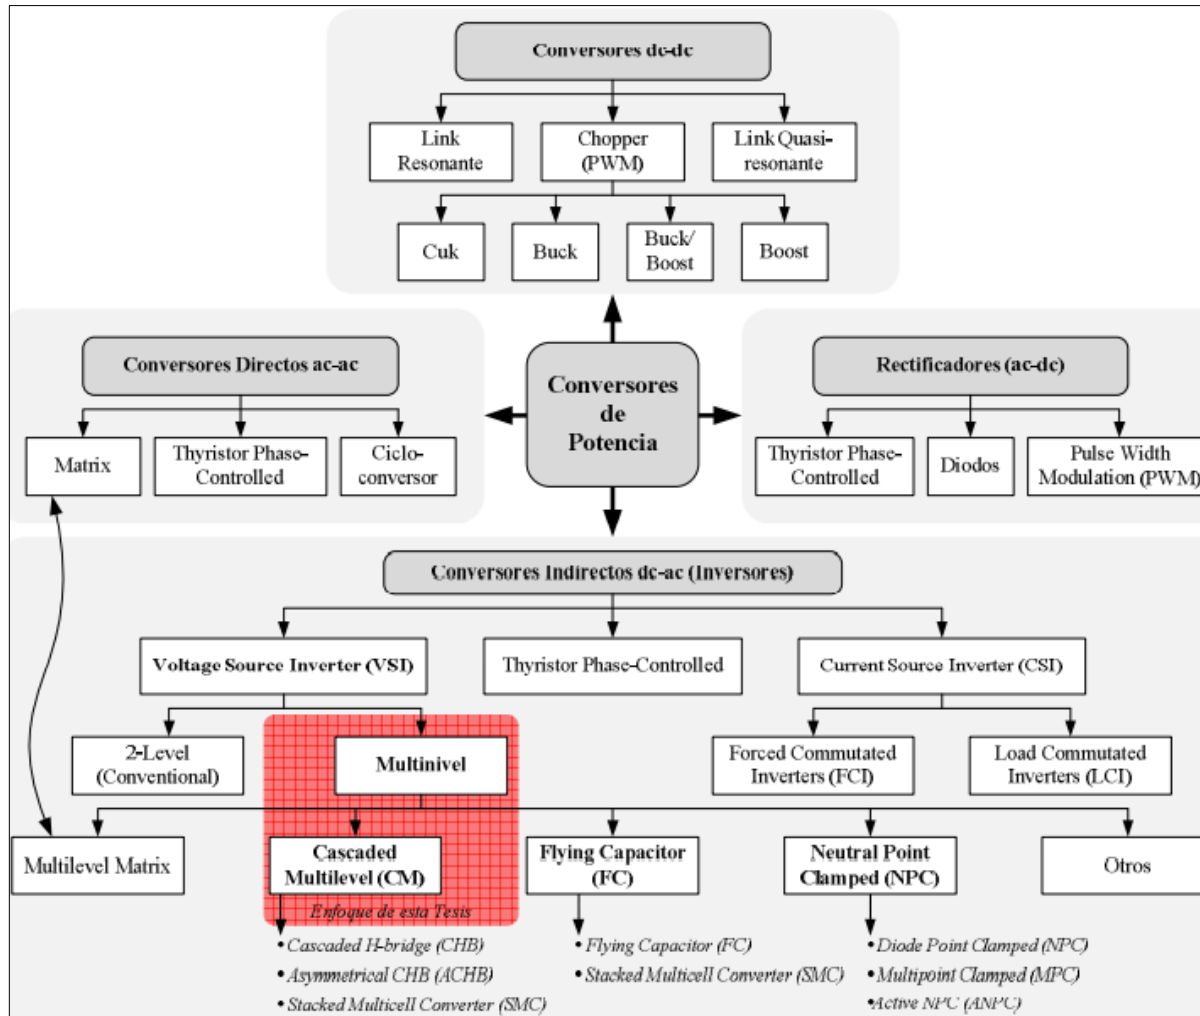 Conversores dc-dc
Link
Resonante
Chopper
(PWM)
Link Quasi-
resonante
Cuk
Buck
Buck/
Boost
Boost
Conversores Directos ac-ac
Matrix
Thyristor Phase-
Controlled
Ciclo-
conversor
Conversores
de
Potencia
Rectificadores (ac-dc)
Thyristor Phase-
Controlled
Diodos
Pulse Width
Modulation (PWM)
Conversores Indirectos dc-ac (Inversores)
Voltage Source Inverter (VSI)
Thyristor Phase-Controlled
Current Source Inverter (CSI)
2-Level
(Conventional)
Multinivel
Forced Commutated
Inverters (FCI)
Load Commutated
Inverters (LCI)
Multilevel Matrix
Cascaded
Multilevel (CM)
Flying Capacitor
(FC)
Neutral Point
Clamped (NPC)
Otros
Enfoque de esta Tesis
• Cascaded H-bridge (CHB)
• Asymmetrical CHB (ACHB)
• Stacked Multicell Converter (SMC)
• Flying Capacitor (FC)
• Stacked Multicell Converter (SMC)
• Diode Point Clamped (NPC)
• Multipoint Clamped (MPC)
• Active NPC (ANPC)